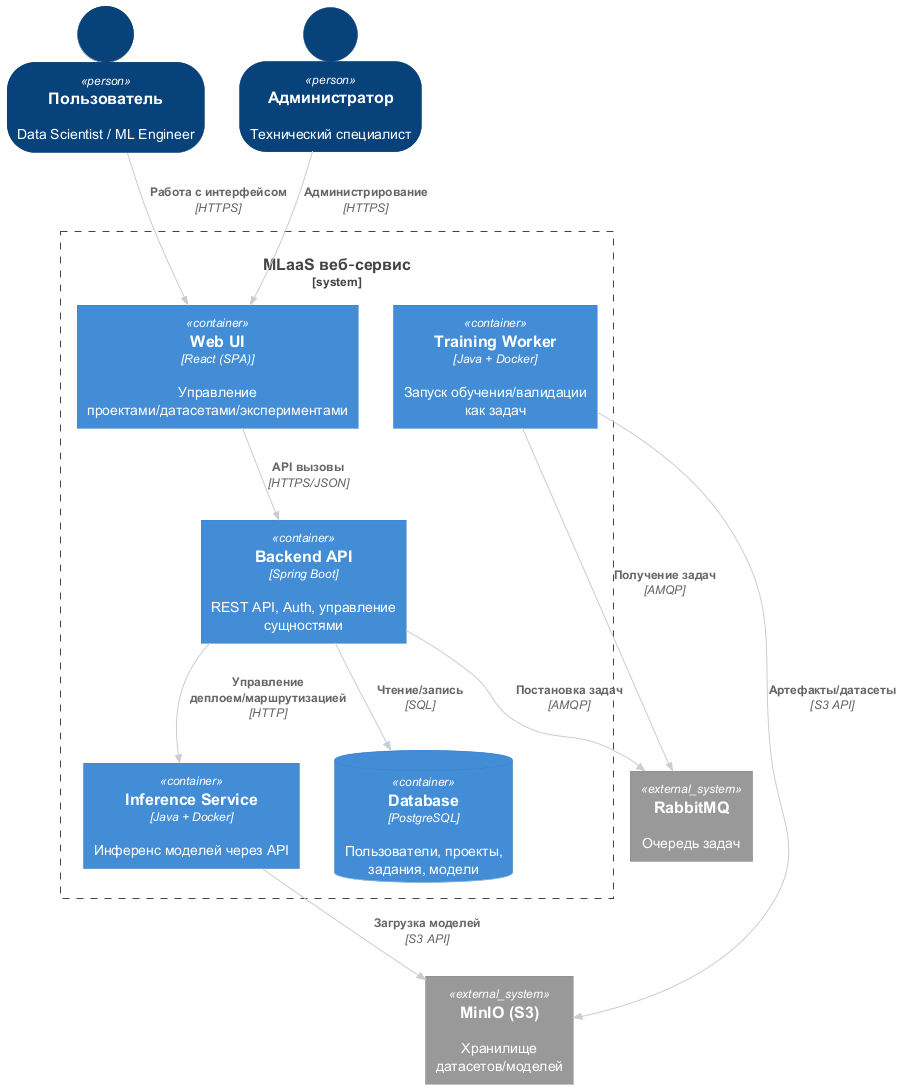 «person»
Пользователь
Data Scientist / ML Engineer
«person»
Администратор
Технический специалист
Работа с интерфейсом
[HTTPS]
Администрирование
[HTTPS]
MLaaS веб-сервис
[system]
«container»
Web UI
[React (SPA)]
Управление
проектами/датасетами/экспериментами
«container»
Training Worker
[Java + Docker]
Запуск обучения/валидации
как задач
API вызовы
[HTTPS/JSON]
«container»
Backend API
[Spring Boot]
REST API, Auth, управление
сущностями
Получение задач
[AMQP]
Управление
деплоем/маршрутизацией
[HTTP]
Чтение/запись
[SQL]
Постановка задач
[AMQP]
Артефакты/датасеты
[S3 API]
«container»
Inference Service
[Java + Docker]
Инференс моделей через API
«container»
Database
[PostgreSQL]
Пользователи, проекты,
задания, модели
«external_system»
RabbitMQ
Очередь задач
Загрузка моделей
[S3 API]
«external_system»
MinIO (S3)
Хранилище
датасетов/моделей